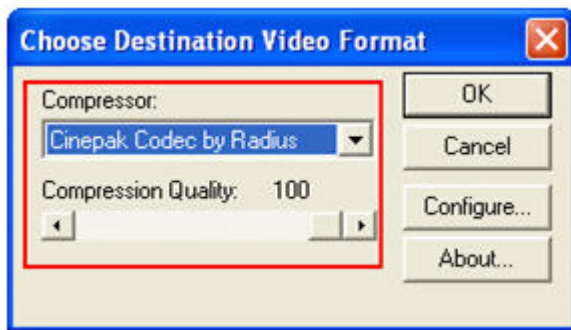 Choose Destination Video Format
Compressor:
Cinepak Codec by Radius
Compression Quality: 100
OK
Cancel
Configure...
About...